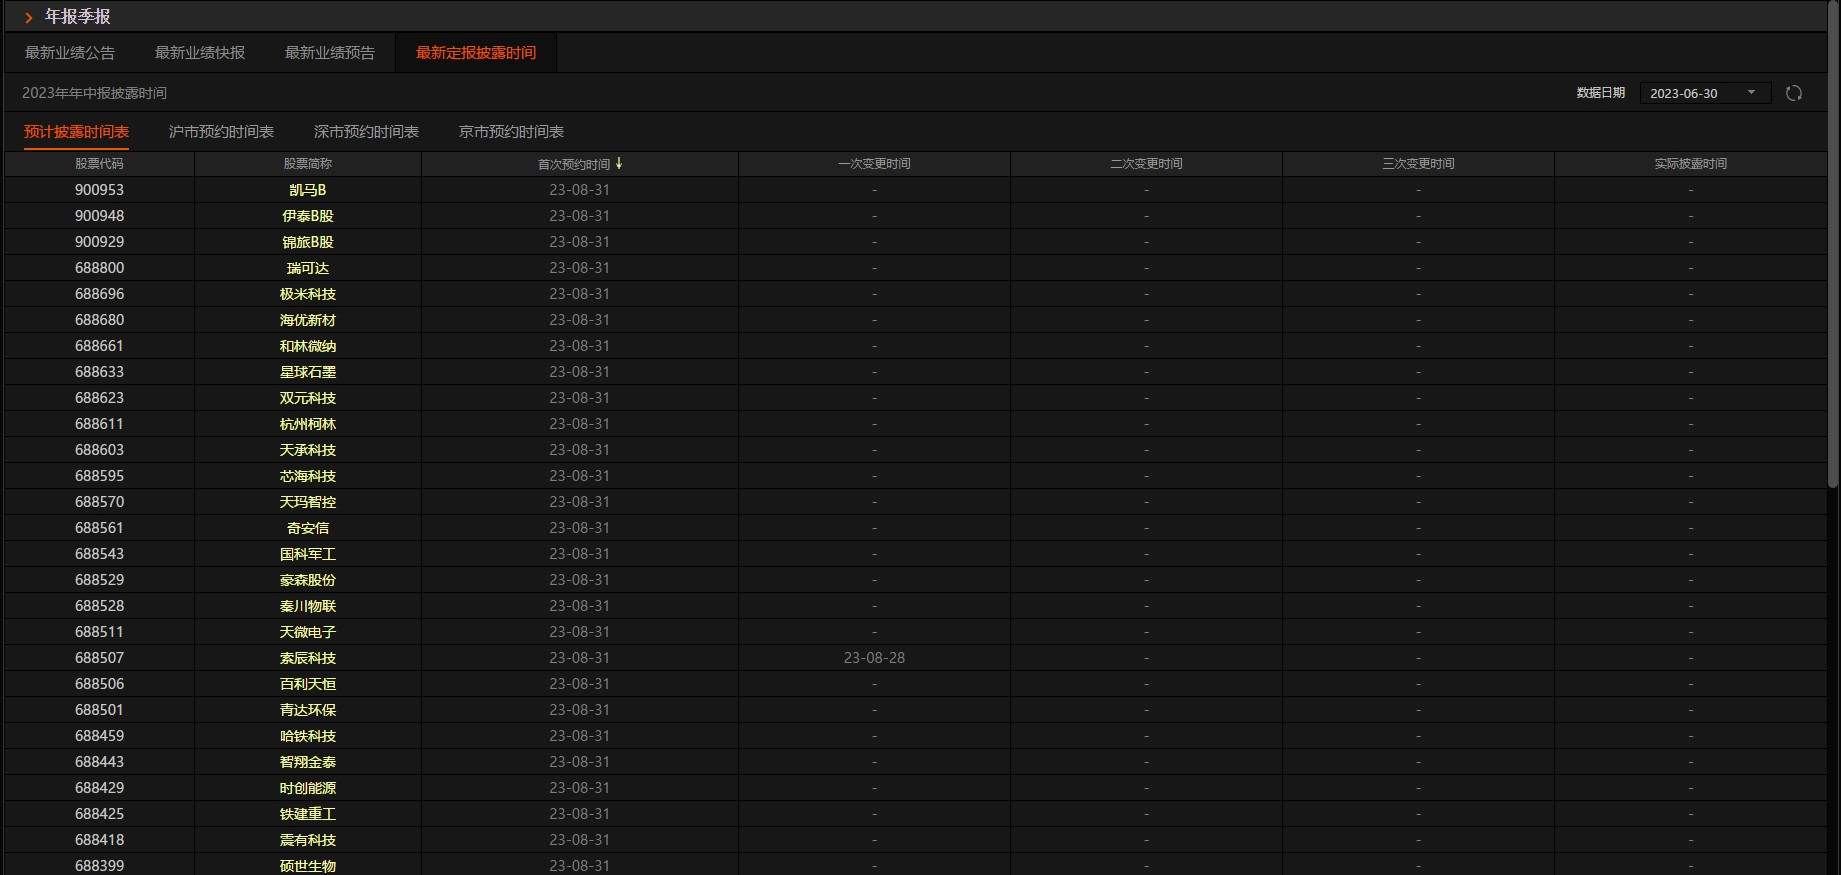 年报季报
最新业绩公告 最新业绩快报 最新业绩预告 最新定报披露时间
2023年年中报披露时间 数据日期 2023-06-30
预计披露时间表 沪市预约时间表 深市预约时间表 京市预约时间表
股票代码 股票简称 首次预约时间↓ 一次变更时间 二次变更时间 三次变更时间 实际披露时间
900953 凯马B 23-08-31 - - - -
900948 伊泰B股 23-08-31 - - - -
900929 锦旅B股 23-08-31 - - - -
688800 瑞可达 23-08-31 - - - -
688696 极米科技 23-08-31 - - - -
688680 海优新材 23-08-31 - - - -
688661 和林微纳 23-08-31 - - - -
688633 星球石墨 23-08-31 - - - -
688623 双元科技 23-08-31 - - - -
688611 杭州柯林 23-08-31 - - - -
688603 天承科技 23-08-31 - - - -
688595 芯海科技 23-08-31 - - - -
688570 天玛智控 23-08-31 - - - -
688561 奇安信 23-08-31 - - - -
688543 国科军工 23-08-31 - - - -
688529 豪森股份 23-08-31 - - - -
688528 秦川物联 23-08-31 - - - -
688511 天微电子 23-08-31 - - - -
688507 索辰科技 23-08-31 23-08-28 - - -
688506 百利天恒 23-08-31 - - - -
688501 青达环保 23-08-31 - - - -
688459 哈铁科技 23-08-31 - - - -
688443 智翔金泰 23-08-31 - - - -
688429 时创能源 23-08-31 - - - -
688425 铁建重工 23-08-31 - - - -
688418 震有科技 23-08-31 - - - -
688399 硕世生物 23-08-31 - - - -